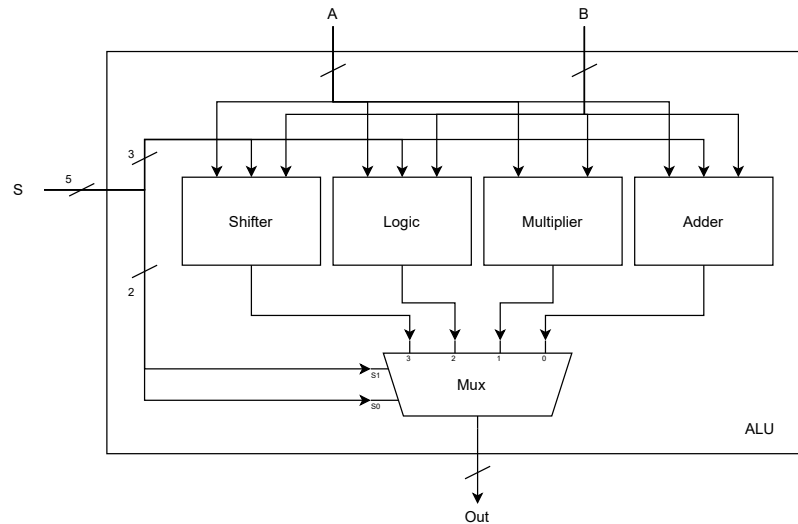 A
B
3
5
S
Shifter
Logic
Multiplier
Adder
2
3
2
1
0
S1
Mux
S0
ALU
Out